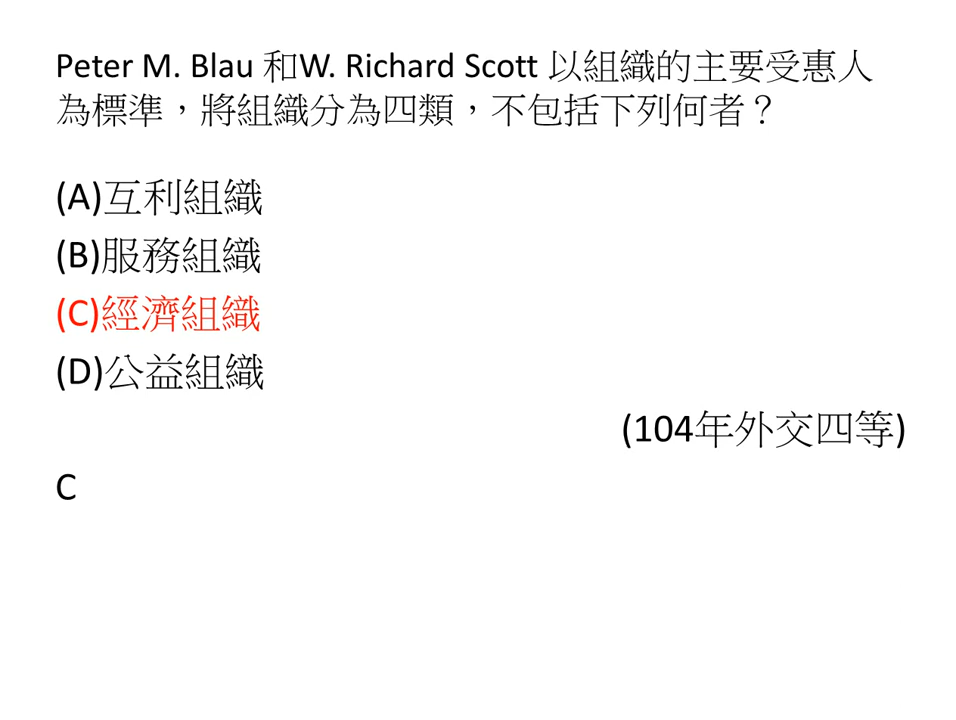 Peter M. Blau 和W. Richard Scott 以組織的主要受惠人
為標準，將組織分為四類，不包括下列何者？
(A)互利組織
(B)服務組織
(C)經濟組織
(D)公益組織
(104年外交四等)
C